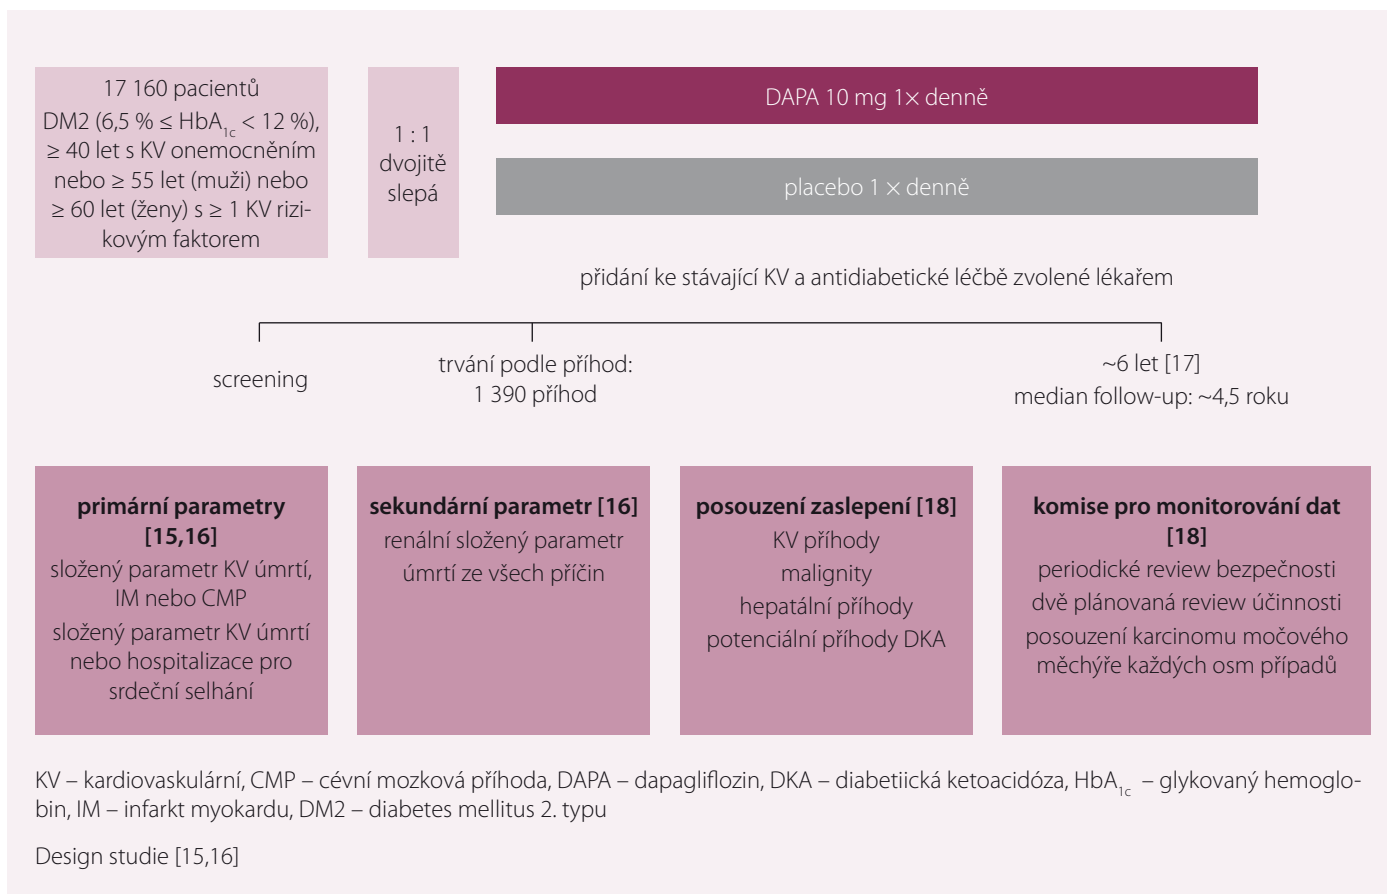 17 160 pacientů
DM2 (6,5 % ≤ HbA1c < 12 %),
≥ 40 let s KV onemocněním
nebo ≥ 55 let (muži) nebo
≥ 60 let (ženy) s ≥ 1 KV rizi-
kovým faktorem
1 : 1
dvojitě
slepá
DAPA 10 mg 1× denně
placebo 1 × denně
přidání ke stávající KV a antidiabetické léčbě zvolené lékařem
screening
trvání podle příhod:
1 390 příhod
~6 let [17]
median follow-up: ~4,5 roku
primární parametry
[15,16]
složený parametr KV úmrtí,
IM nebo CMP
složený parametr KV úmrtí
nebo hospitalizace pro
srdeční selhání
sekundární parametr [16]
renální složený parametr
úmrtí ze všech příčin
posouzení zaslepení [18]
KV příhody
malignity
hepatální příhody
potenciální příhody DKA
komise pro monitorování dat
[18]
periodické review bezpečnosti
dvě plánovaná review účinnosti
posouzení karcinomu močového
měchýře každých osm případů
KV – kardiovaskulární, CMP – cévní mozková příhoda, DAPA – dapagliflozin, DKA – diabetiická ketoacidóza, HbA1c – glykovaný hemoglo-
bin, IM – infarkt myokardu, DM2 – diabetes mellitus 2. typu
Design studie [15,16]